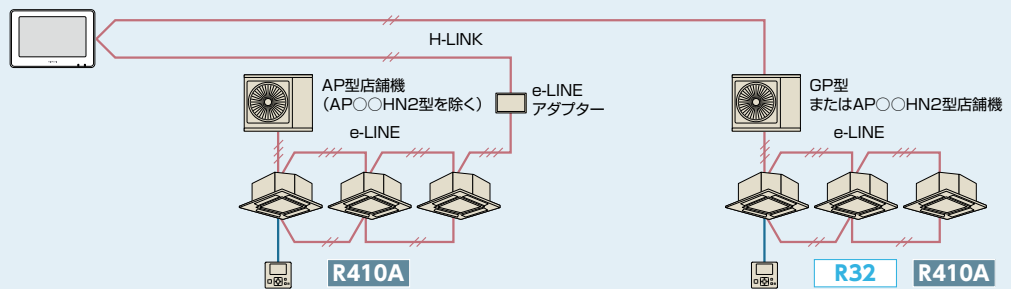 H-LINK
AP型店舗機
（AP○○HN2型を除く）
e-LINE
e-LINE
アダプター
R410A
GP型
またはAP○○HN2型店舗機
e-LINE
R32
R410A